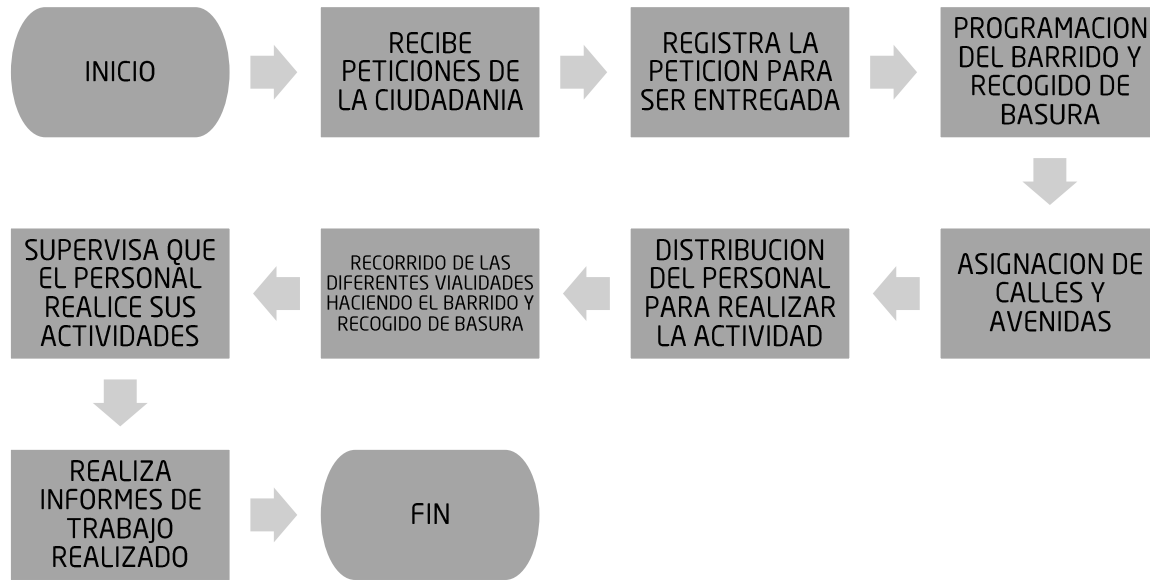 INICIO
RECIBE
PETICIONES DE
LA CIUDADANIA
REGISTRA LA
PETICION PARA
SER ENTREGADA
PROGRAMACION
DEL BARRIDO Y
RECOGIDO DE
BASURA
ASIGNACION DE
CALLES Y
AVENIDAS
DISTRIBUCION
DEL PERSONAL
PARA REALIZAR
LA ACTIVIDAD
RECORRIDO DE LAS
DIFERENTES VIALIDADES
HACIENDO EL BARRIDO Y
RECOGIDO DE BASURA
SUPERVISA QUE
EL PERSONAL
REALICE SUS
ACTIVIDADES
REALIZA
INFORMES DE
TRABAJO
REALIZADO
FIN